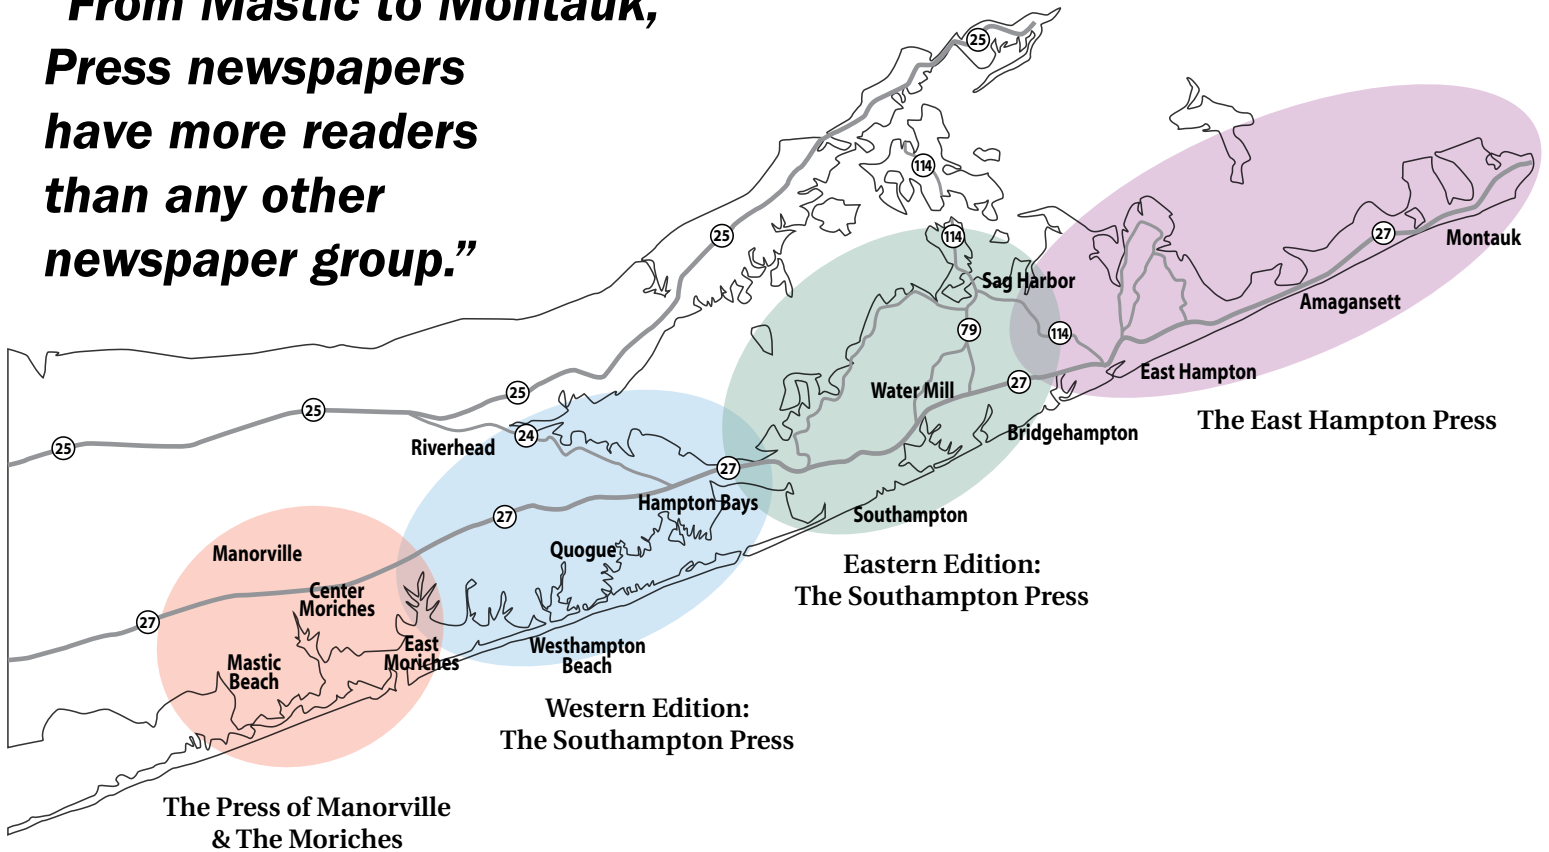 “From Mastic to Montauk,
Press newspapers
have more readers
than any other
newspaper group.”
25
114
25
114
Sag Harbor
27
Montauk
Amagansett
79
114
East Hampton
27
Water Mill
The East Hampton Press
25
25
25
Riverhead
24
Bridgehampton
27
Hampton Bays
27
Southampton
Quogue
Eastern Edition:
The Southampton Press
Manorville
Center
Moriches
27
East
Moriches
Westhampton
Beach
Mastic
Beach
Western Edition:
The Southampton Press
The Press of Manorville
& The Moriches